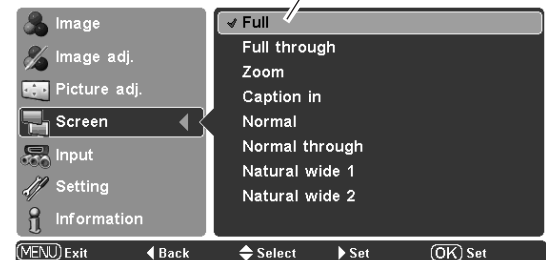 Image
Image adj.
Picture adj.
Screen
Input
Setting
Information
Full
Full through
Zoom
Caption in
Normal
Normal through
Natural wide 1
Natural wide 2
MENU Exit Back Select Set OK Set